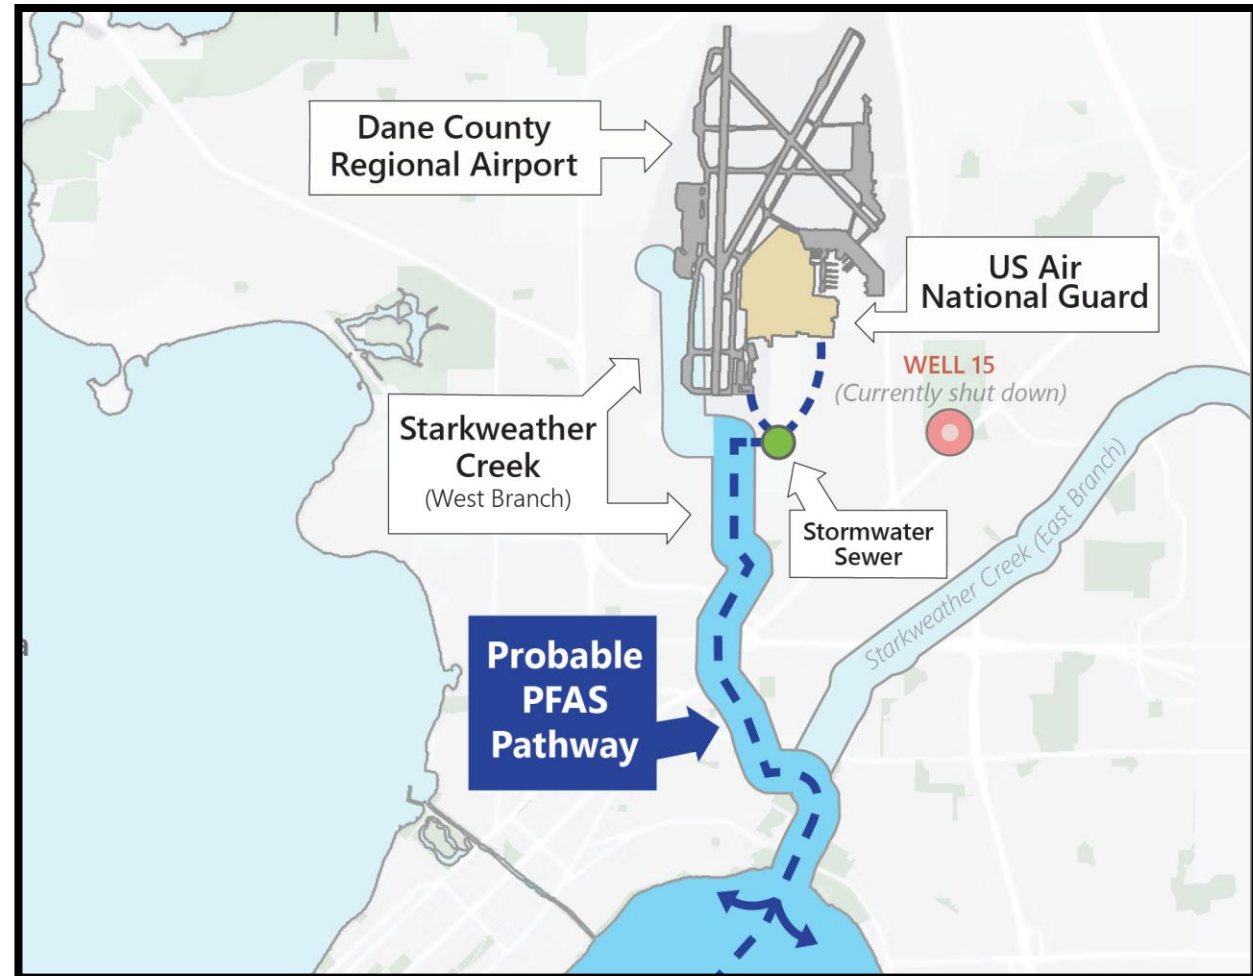 Dane County
Regional Airport
US Air
National Guard
WELL 15
(Currently shut down)
Starkweather
Creek
(West Branch)
Stormwater
Sewer
Starkweather Creek (East Branch)
Probable
PFAS
Pathway
a